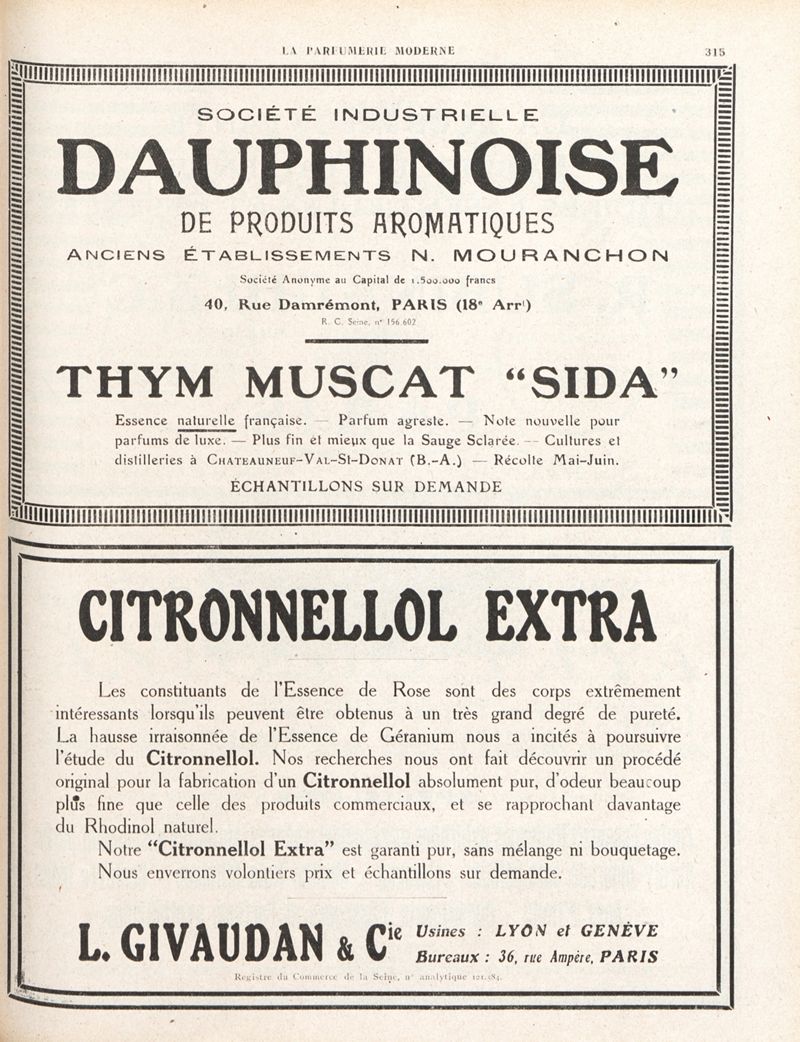 LA PARFUMERIE MODERNE
315
SOCIÉTÉ INDUSTRIELLE
DAUPHINOISE
DE PRODUITS AROMATIQUES
ANCIENS ÉTABLISSEMENTS N. MOURANCHON
Société Anonyme au Capital de 1.500.000 francs
40, Rue Damrémont, PARIS (18e Arrt)
R. C. Seine, n° 156.602
THYM MUSCAT “SIDA”
Essence naturelle française. — Parfum agreste. — Note nouvelle pour
parfums de luxe. — Plus fin et mieux que la Sauge Sclarée. — Cultures et
distilleries à CHATEAUNEUF-VAL-St-DONAT (B.-A.) — Récolte Mai-Juin.
ÉCHANTILLONS SUR DEMANDE
CITRONNELLOL EXTRA
Les constituants de l'Essence de Rose sont des corps extrêmement
intéressants lorsqu'ils peuvent être obtenus à un très grand degré de pureté.
La hausse irraisonnée de l'Essence de Géranium nous a incités à poursuivre
l'étude du Citronnellol. Nos recherches nous ont fait découvrir un procédé
original pour la fabrication d'un Citronnellol absolument pur, d'odeur beaucoup
plus fine que celle des produits commerciaux, et se rapprochant davantage
du Rhodinol naturel.
Notre “Citronnellol Extra” est garanti pur, sans mélange ni bouquetage.
Nous enverrons volontiers prix et échantillons sur demande.
L. GIVAUDAN & Cie
Usines : LYON et GENÈVE
Bureaux : 36, rue Ampère, PARIS
Registre du Commerce de la Seine, n° analytique 121.184.